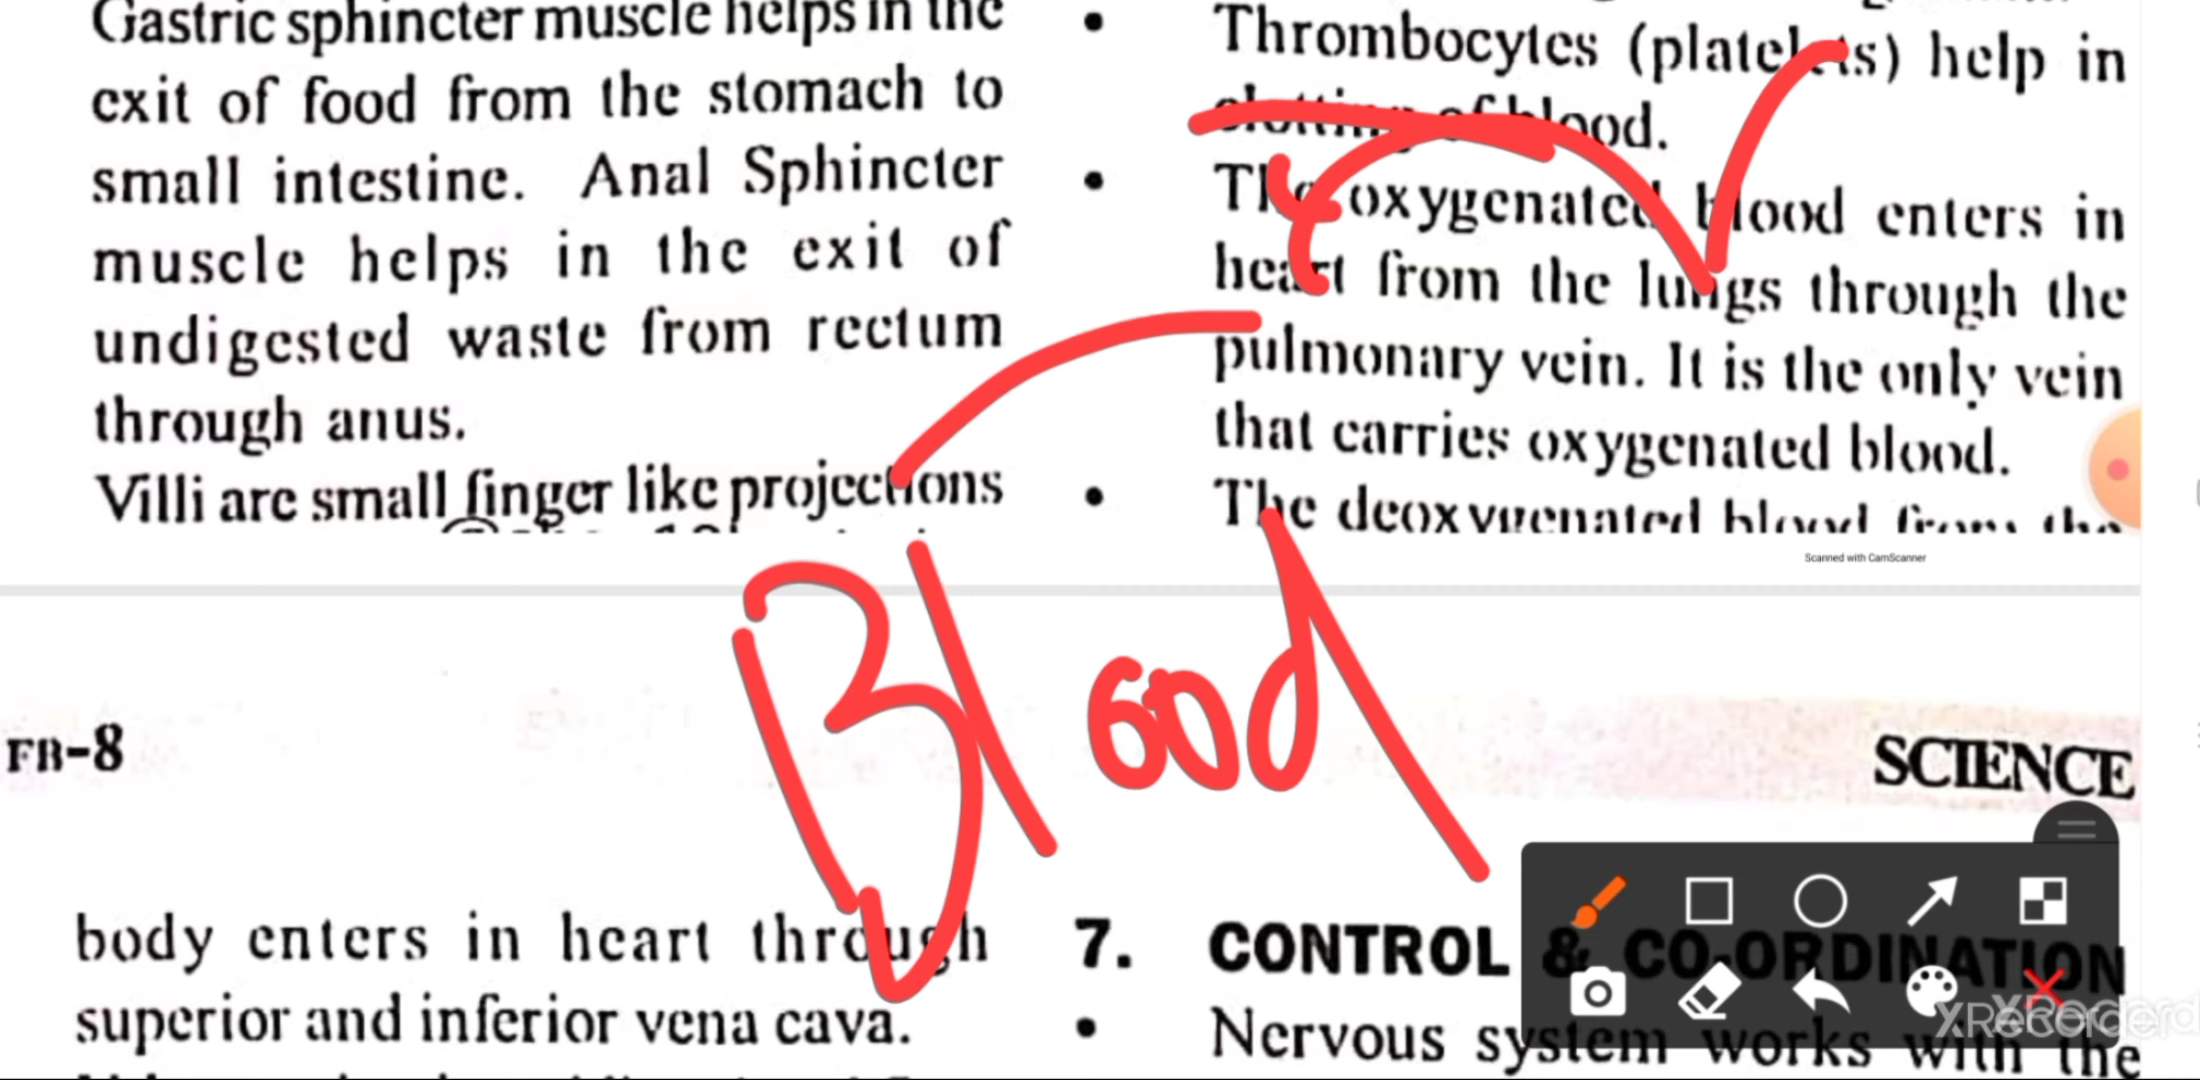 Gastric sphincter muscle helps in the
exit of food from the stomach to
small intestine. Anal Sphincter
muscle helps in the exit of
undigested waste from rectum
through anus.
Villi are small finger like projections
• Thrombocytes (platelets) help in
clotting of blood.
• The oxygenated blood enters in
heart from the lungs through the
pulmonary vein. It is the only vein
that carries oxygenated blood.
• The deoxygenated blood from the
Scanned with CamScanner
Blood
FB-8
SCIENCE
body enters in heart through
superior and inferior vena cava.
7. CONTROL & CO-ORDINATION
• Nervous system works with the
XRecorder